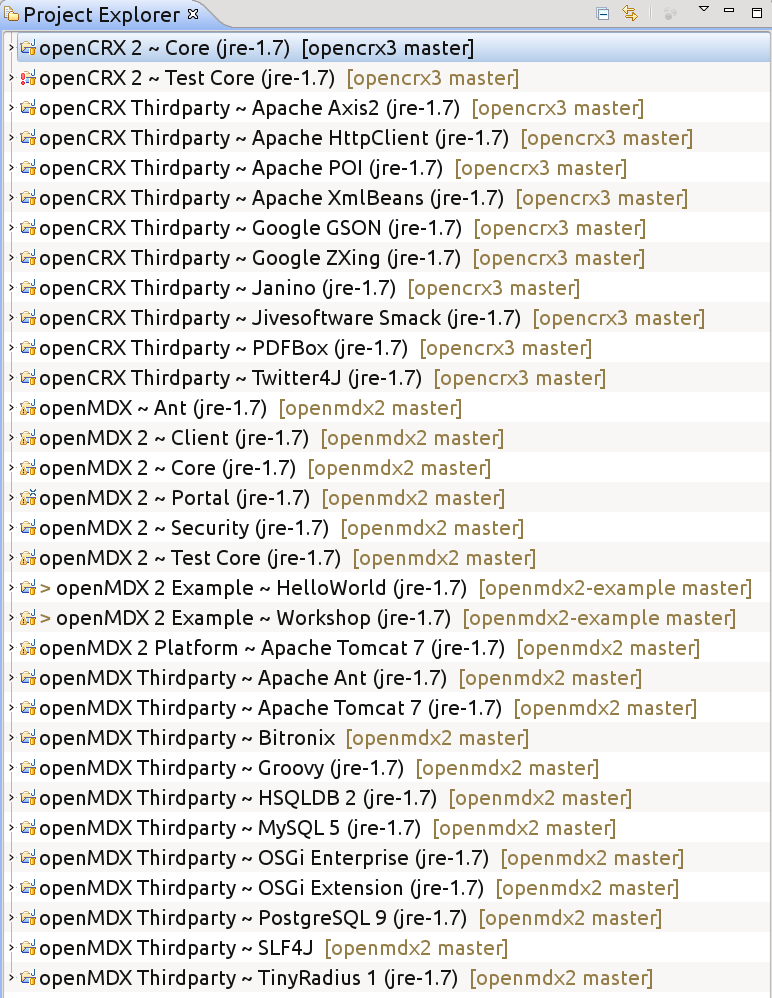 Project Explorer
openCRX 2 ~ Core (jre-1.7) [opencrx3 master]
openCRX 2 ~ Test Core (jre-1.7) [opencrx3 master]
openCRX Thirdparty ~ Apache Axis2 (jre-1.7) [opencrx3 master]
openCRX Thirdparty ~ Apache HttpClient (jre-1.7) [opencrx3 master]
openCRX Thirdparty ~ Apache POI (jre-1.7) [opencrx3 master]
openCRX Thirdparty ~ Apache XmlBeans (jre-1.7) [opencrx3 master]
openCRX Thirdparty ~ Google GSON (jre-1.7) [opencrx3 master]
openCRX Thirdparty ~ Google ZXing (jre-1.7) [opencrx3 master]
openCRX Thirdparty ~ Janino (jre-1.7) [opencrx3 master]
openCRX Thirdparty ~ Jivesoftware Smack (jre-1.7) [opencrx3 master]
openCRX Thirdparty ~ PDFBox (jre-1.7) [opencrx3 master]
openCRX Thirdparty ~ Twitter4J (jre-1.7) [opencrx3 master]
openMDX ~ Ant (jre-1.7) [openmdx2 master]
openMDX 2 ~ Client (jre-1.7) [openmdx2 master]
openMDX 2 ~ Core (jre-1.7) [openmdx2 master]
openMDX 2 ~ Portal (jre-1.7) [openmdx2 master]
openMDX 2 ~ Security (jre-1.7) [openmdx2 master]
openMDX 2 ~ Test Core (jre-1.7) [openmdx2 master]
> openMDX 2 Example ~ HelloWorld (jre-1.7) [openmdx2-example master]
> openMDX 2 Example ~ Workshop (jre-1.7) [openmdx2-example master]
openMDX 2 Platform ~ Apache Tomcat 7 (jre-1.7) [openmdx2 master]
openMDX Thirdparty ~ Apache Ant (jre-1.7) [openmdx2 master]
openMDX Thirdparty ~ Apache Tomcat 7 (jre-1.7) [openmdx2 master]
openMDX Thirdparty ~ Bitronix [openmdx2 master]
openMDX Thirdparty ~ Groovy (jre-1.7) [openmdx2 master]
openMDX Thirdparty ~ HSQLDB 2 (jre-1.7) [openmdx2 master]
openMDX Thirdparty ~ MySQL 5 (jre-1.7) [openmdx2 master]
openMDX Thirdparty ~ OSGi Enterprise (jre-1.7) [openmdx2 master]
openMDX Thirdparty ~ OSGi Extension (jre-1.7) [openmdx2 master]
openMDX Thirdparty ~ PostgreSQL 9 (jre-1.7) [openmdx2 master]
openMDX Thirdparty ~ SLF4J [openmdx2 master]
openMDX Thirdparty ~ TinyRadius 1 (jre-1.7) [openmdx2 master]